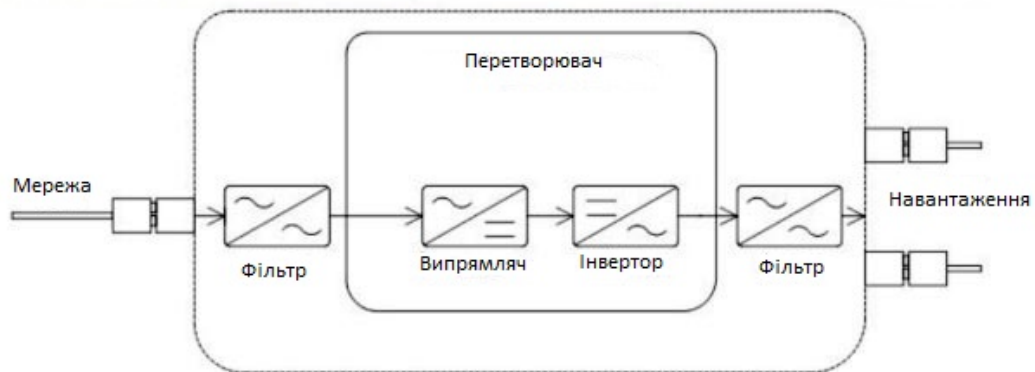 Перетворювач
Мережа
Навантаження
Фільтр
Випрямляч
Інвертор
Фільтр